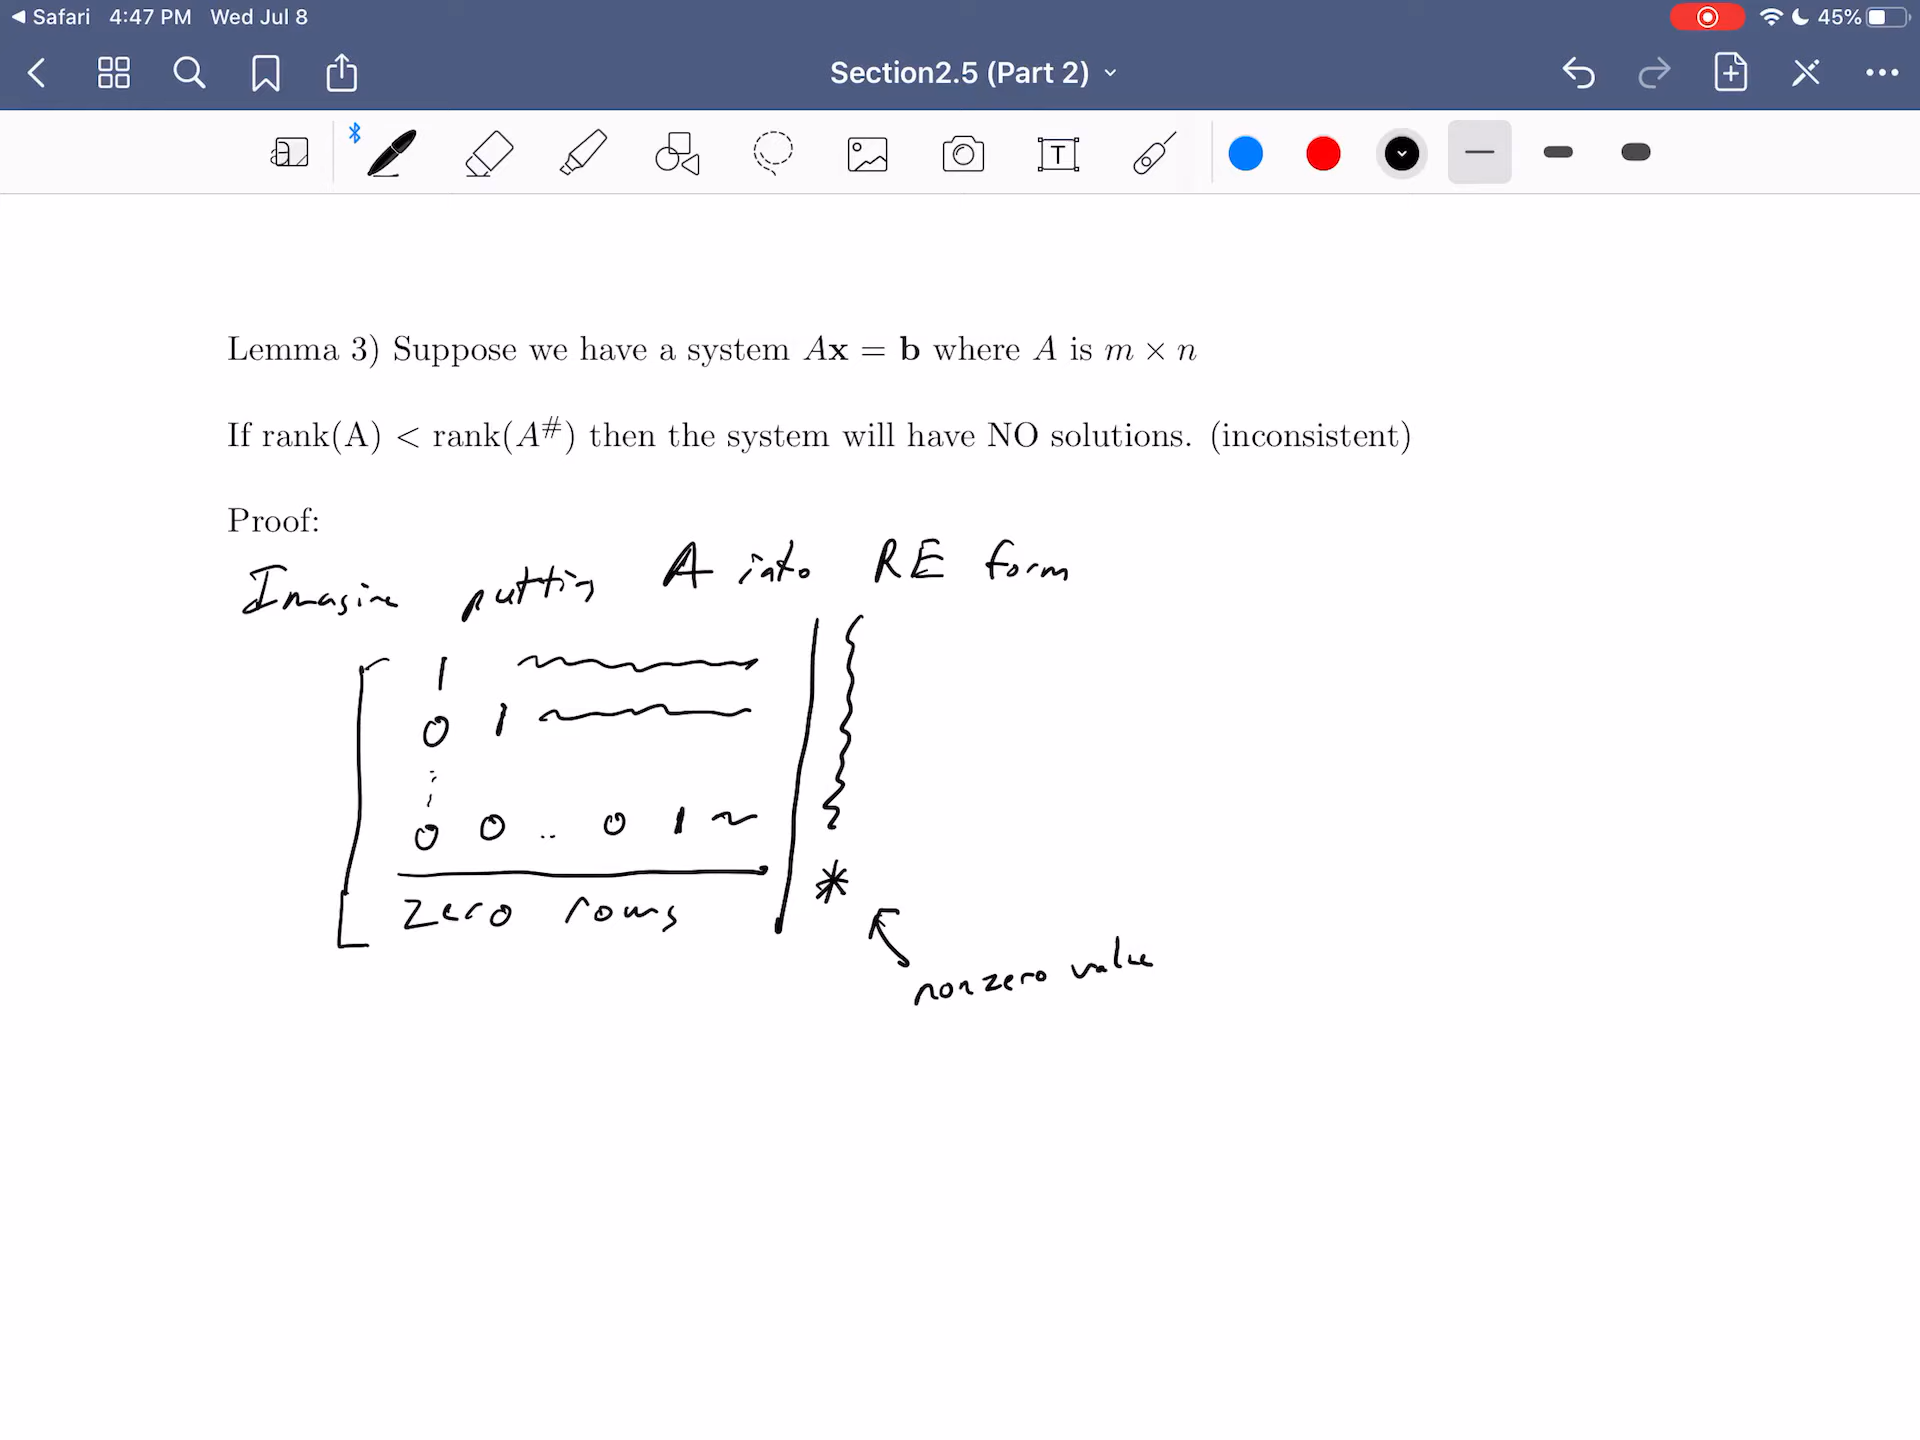 Safari 4:47 PM Wed Jul 8 45%
Section2.5 (Part 2)
a T
Lemma 3) Suppose we have a system Ax = b where A is m × n
If rank(A) < rank(A^#) then the system will have NO solutions. (inconsistent)
Proof:
Imagine putting A into RE form
1
0 1
⋮
0 0 .. 0 1 ~
zero rows *
nonzero value